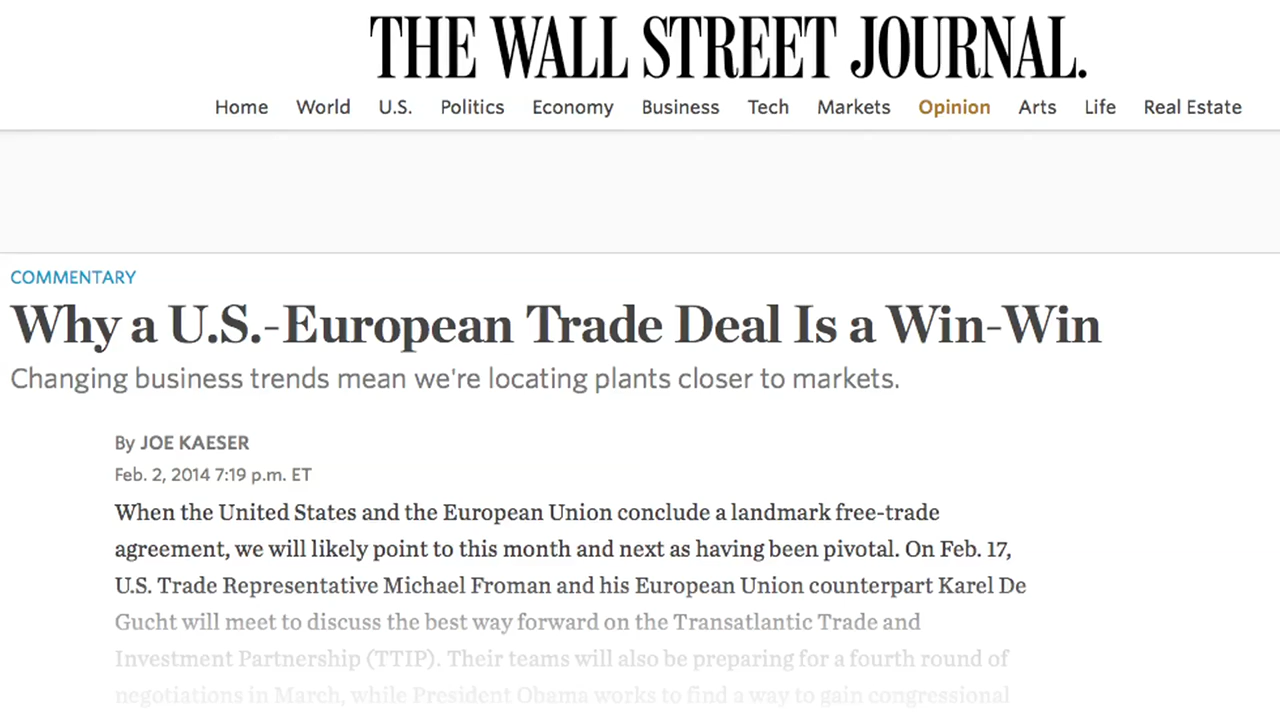 THE WALL STREET JOURNAL.
Home World U.S. Politics Economy Business Tech Markets Opinion Arts Life Real Estate
COMMENTARY
Why a U.S.-European Trade Deal Is a Win-Win
Changing business trends mean we're locating plants closer to markets.
By JOE KAESER
Feb. 2, 2014 7:19 p.m. ET
When the United States and the European Union conclude a landmark free-trade
agreement, we will likely point to this month and next as having been pivotal. On Feb. 17,
U.S. Trade Representative Michael Froman and his European Union counterpart Karel De
Gucht will meet to discuss the best way forward on the Transatlantic Trade and
Investment Partnership (TTIP). Their teams will also be preparing for a fourth round of
negotiations in March, while President Obama works to find a way to gain congressional